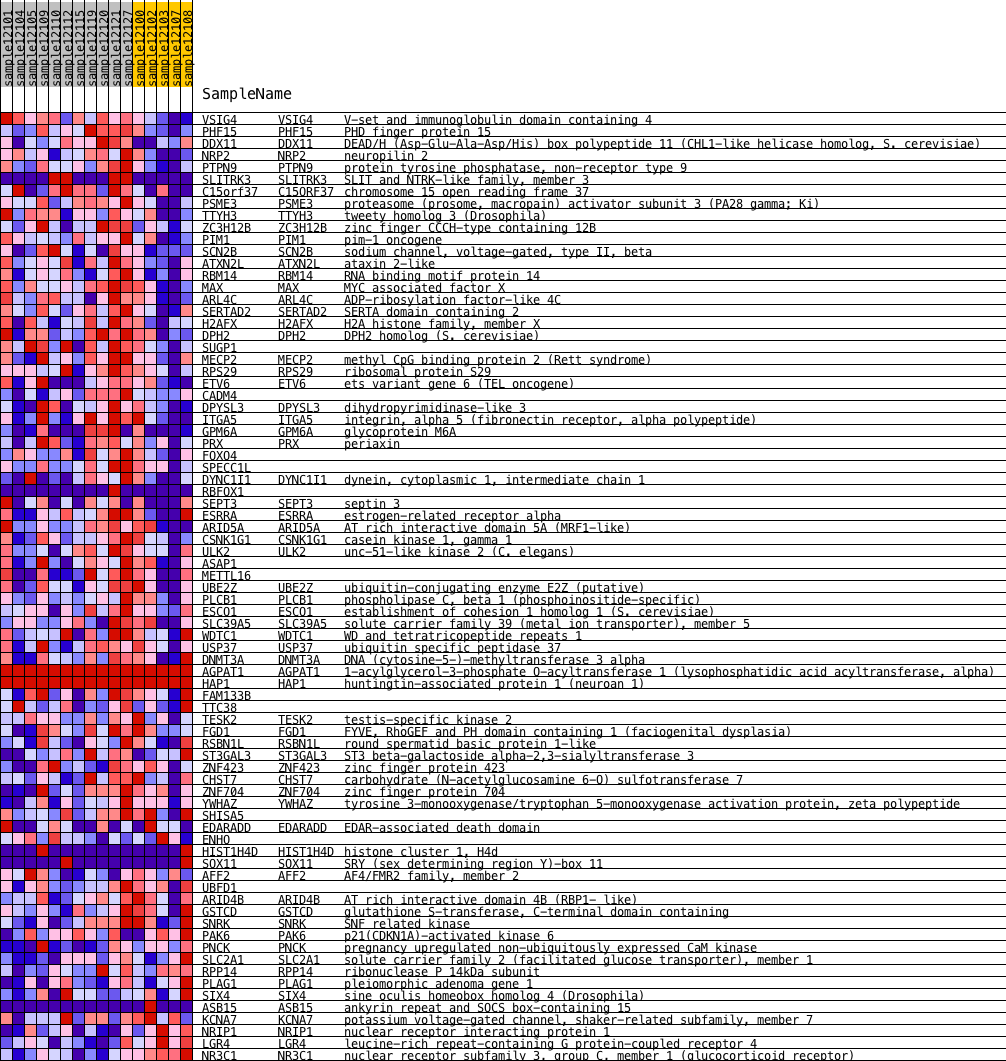 sample12101
sample12104
sample12105
sample12109
sample12110
sample12112
sample12115
sample12119
sample12120
sample12121
sample12127
sample12100
sample12102
sample12103
sample12107
sample12108
SampleName
VSIG4 VSIG4 V-set and immunoglobulin domain containing 4
PHF15 PHF15 PHD finger protein 15
DDX11 DDX11 DEAD/H (Asp-Glu-Ala-Asp/His) box polypeptide 11 (CHL1-like helicase homolog, S. cerevisiae)
NRP2 NRP2 neuropilin 2
PTPN9 PTPN9 protein tyrosine phosphatase, non-receptor type 9
SLITRK3 SLITRK3 SLIT and NTRK-like family, member 3
C15orf37 C15ORF37 chromosome 15 open reading frame 37
PSME3 PSME3 proteasome (prosome, macropain) activator subunit 3 (PA28 gamma; Ki)
TTYH3 TTYH3 tweety homolog 3 (Drosophila)
ZC3H12B ZC3H12B zinc finger CCCH-type containing 12B
PIM1 PIM1 pim-1 oncogene
SCN2B SCN2B sodium channel, voltage-gated, type II, beta
ATXN2L ATXN2L ataxin 2-like
RBM14 RBM14 RNA binding motif protein 14
MAX MAX MYC associated factor X
ARL4C ARL4C ADP-ribosylation factor-like 4C
SERTAD2 SERTAD2 SERTA domain containing 2
H2AFX H2AFX H2A histone family, member X
DPH2 DPH2 DPH2 homolog (S. cerevisiae)
SUGP1
MECP2 MECP2 methyl CpG binding protein 2 (Rett syndrome)
RPS29 RPS29 ribosomal protein S29
ETV6 ETV6 ets variant gene 6 (TEL oncogene)
CADM4
DPYSL3 DPYSL3 dihydropyrimidinase-like 3
ITGA5 ITGA5 integrin, alpha 5 (fibronectin receptor, alpha polypeptide)
GPM6A GPM6A glycoprotein M6A
PRX PRX periaxin
FOXO4
SPECC1L
DYNC1I1 DYNC1I1 dynein, cytoplasmic 1, intermediate chain 1
RBFOX1
SEPT3 SEPT3 septin 3
ESRRA ESRRA estrogen-related receptor alpha
ARID5A ARID5A AT rich interactive domain 5A (MRF1-like)
CSNK1G1 CSNK1G1 casein kinase 1, gamma 1
ULK2 ULK2 unc-51-like kinase 2 (C. elegans)
ASAP1
METTL16
UBE2Z UBE2Z ubiquitin-conjugating enzyme E2Z (putative)
PLCB1 PLCB1 phospholipase C, beta 1 (phosphoinositide-specific)
ESCO1 ESCO1 establishment of cohesion 1 homolog 1 (S. cerevisiae)
SLC39A5 SLC39A5 solute carrier family 39 (metal ion transporter), member 5
WDTC1 WDTC1 WD and tetratricopeptide repeats 1
USP37 USP37 ubiquitin specific peptidase 37
DNMT3A DNMT3A DNA (cytosine-5-)-methyltransferase 3 alpha
AGPAT1 AGPAT1 1-acylglycerol-3-phosphate O-acyltransferase 1 (lysophosphatidic acid acyltransferase, alpha)
HAP1 HAP1 huntingtin-associated protein 1 (neuroan 1)
FAM133B
TTC38
TESK2 TESK2 testis-specific kinase 2
FGD1 FGD1 FYVE, RhoGEF and PH domain containing 1 (faciogenital dysplasia)
RSBN1L RSBN1L round spermatid basic protein 1-like
ST3GAL3 ST3GAL3 ST3 beta-galactoside alpha-2,3-sialyltransferase 3
ZNF423 ZNF423 zinc finger protein 423
CHST7 CHST7 carbohydrate (N-acetylglucosamine 6-O) sulfotransferase 7
ZNF704 ZNF704 zinc finger protein 704
YWHAZ YWHAZ tyrosine 3-monooxygenase/tryptophan 5-monooxygenase activation protein, zeta polypeptide
SHISA5
EDARADD EDARADD EDAR-associated death domain
ENHO
HIST1H4D HIST1H4D histone cluster 1, H4d
SOX11 SOX11 SRY (sex determining region Y)-box 11
AFF2 AFF2 AF4/FMR2 family, member 2
UBFD1
ARID4B ARID4B AT rich interactive domain 4B (RBP1- like)
GSTCD GSTCD glutathione S-transferase, C-terminal domain containing
SNRK SNRK SNF related kinase
PAK6 PAK6 p21(CDKN1A)-activated kinase 6
PNCK PNCK pregnancy upregulated non-ubiquitously expressed CaM kinase
SLC2A1 SLC2A1 solute carrier family 2 (facilitated glucose transporter), member 1
RPP14 RPP14 ribonuclease P 14kDa subunit
PLAG1 PLAG1 pleiomorphic adenoma gene 1
SIX4 SIX4 sine oculis homeobox homolog 4 (Drosophila)
ASB15 ASB15 ankyrin repeat and SOCS box-containing 15
KCNA7 KCNA7 potassium voltage-gated channel, shaker-related subfamily, member 7
NRIP1 NRIP1 nuclear receptor interacting protein 1
LGR4 LGR4 leucine-rich repeat-containing G protein-coupled receptor 4
NR3C1 NR3C1 nuclear receptor subfamily 3, group C, member 1 (glucocorticoid receptor)